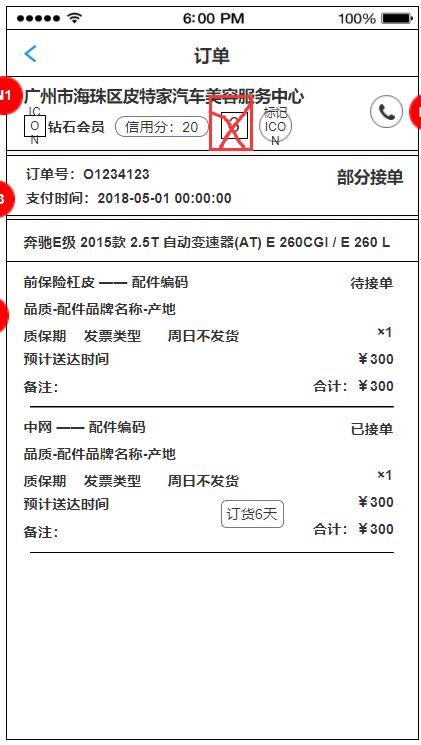 6:00 PM 100%
订单
N1
广州市海珠区皮特家汽车美容服务中心
ICON 钻石会员 信用分：20 标记ICON
订单号：O1234123 部分接单
3
支付时间：2018-05-01 00:00:00
奔驰E级 2015款 2.5T 自动变速器(AT) E 260CGI / E 260 L
前保险杠皮 —— 配件编码 待接单
品质-配件品牌名称-产地
质保期 发票类型 周日不发货 ×1
预计送达时间 ￥300
备注： 合计：￥300
中网 —— 配件编码 已接单
品质-配件品牌名称-产地
质保期 发票类型 周日不发货 ×1
预计送达时间 ￥300
订货6天
备注： 合计：￥300